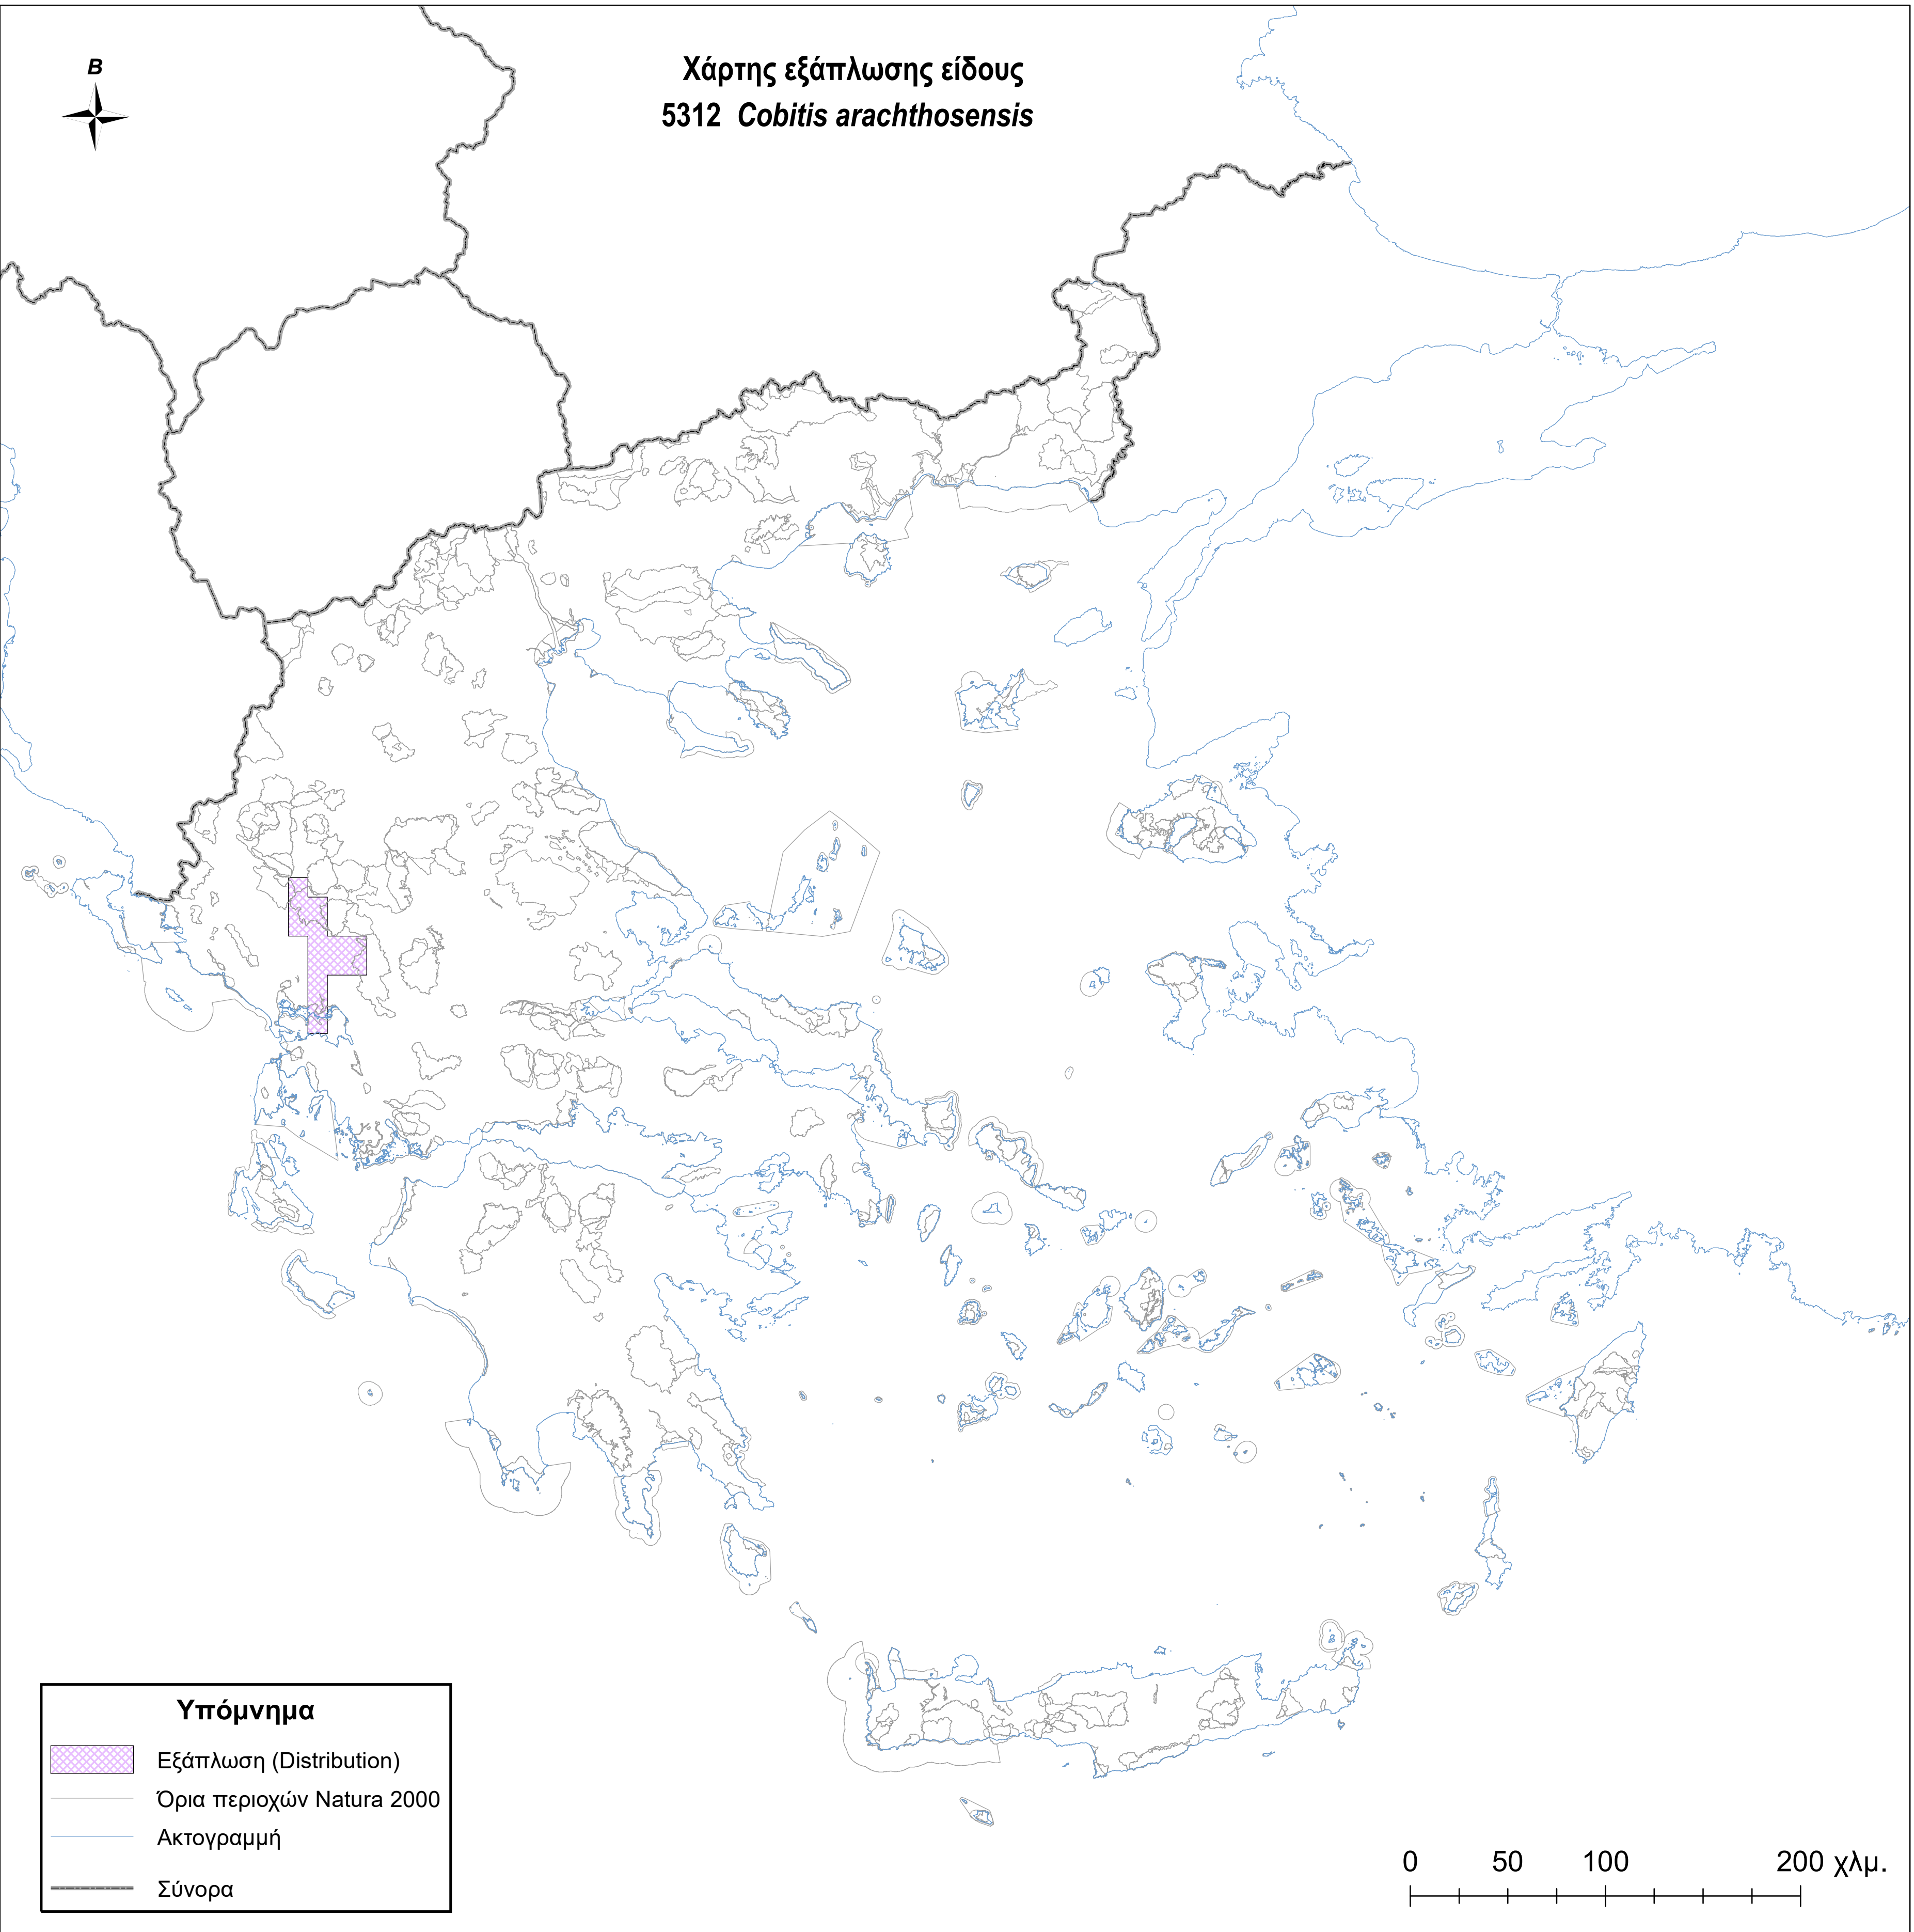 B
Χάρτης εξάπλωσης είδους
5312 Cobitis arachthosensis
Υπόμνημα
Εξάπλωση (Distribution)
Όρια περιοχών Natura 2000
Ακτογραμμή
Σύνορα
0 50 100 200 χλμ.